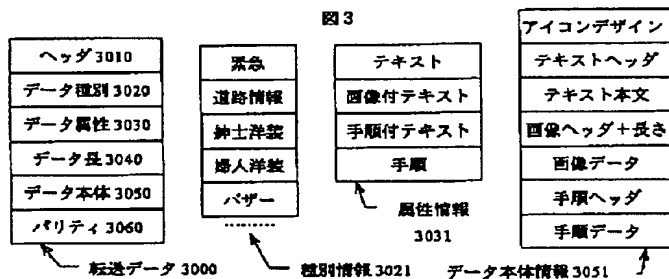 図3
ヘッダ3010
データ種別3020
データ属性3030
データ長3040
データ本体3050
パリティ3060
転送データ3000
緊急
道路情報
紳士洋装
婦人洋装
バザー
種別情報3021
テキスト
画像付テキスト
手順付テキスト
手順
属性情報
3031
アイコンデザイン
テキストヘッダ
テキスト本文
画像ヘッダ+長さ
画像データ
手順ヘッダ
手順データ
データ本体情報3051